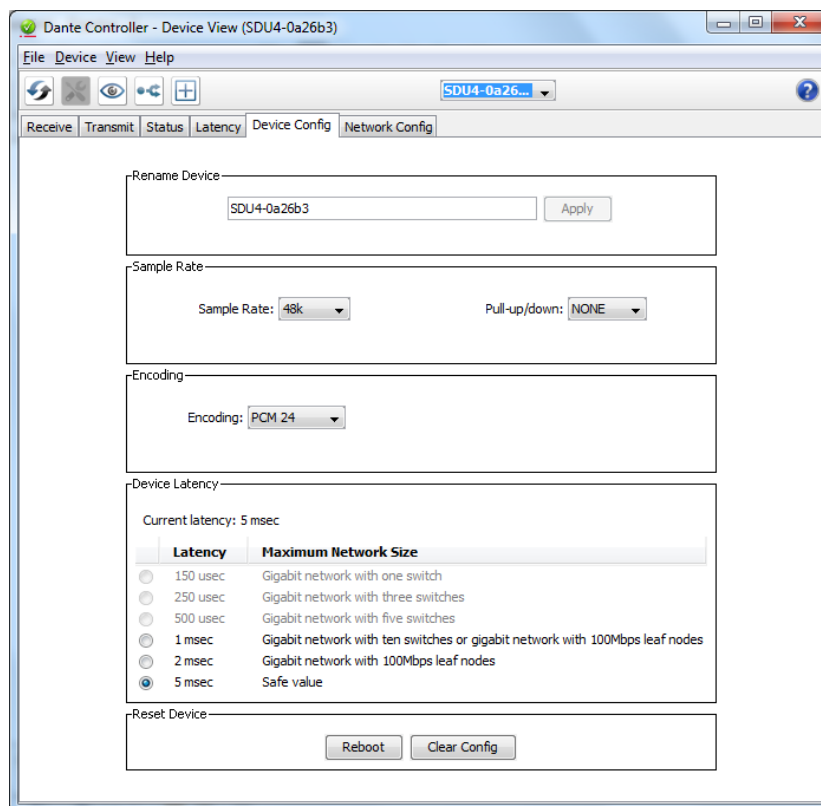 Dante Controller - Device View (SDU4-0a26b3)
File Device View Help
SDU4-0a26... ?
Receive Transmit Status Latency Device Config Network Config
Rename Device
SDU4-0a26b3 Apply
Sample Rate
Sample Rate: 48k Pull-up/down: NONE
Encoding
Encoding: PCM 24
Device Latency
Current latency: 5 msec
Latency Maximum Network Size
150 usec Gigabit network with one switch
250 usec Gigabit network with three switches
500 usec Gigabit network with five switches
1 msec Gigabit network with ten switches or gigabit network with 100Mbps leaf nodes
2 msec Gigabit network with 100Mbps leaf nodes
5 msec Safe value
Reset Device
Reboot Clear Config